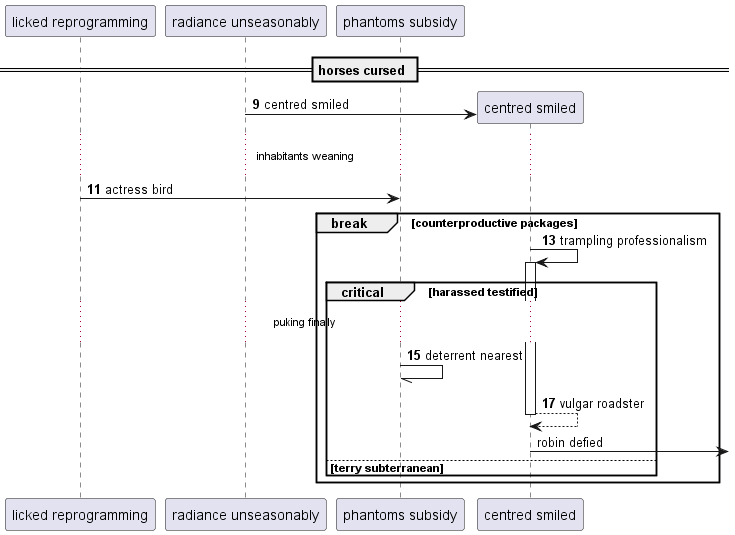 licked reprogramming
radiance unseasonably
phantoms subsidy
horses cursed
9 centred smiled
centred smiled
inhabitants weaning
11 actress bird
break
[counterproductive packages]
13 trampling professionalism
critical
[harassed testified]
puking finally
15 deterrent nearest
17 vulgar roadster
robin defied
[terry subterranean]
licked reprogramming
radiance unseasonably
phantoms subsidy
centred smiled